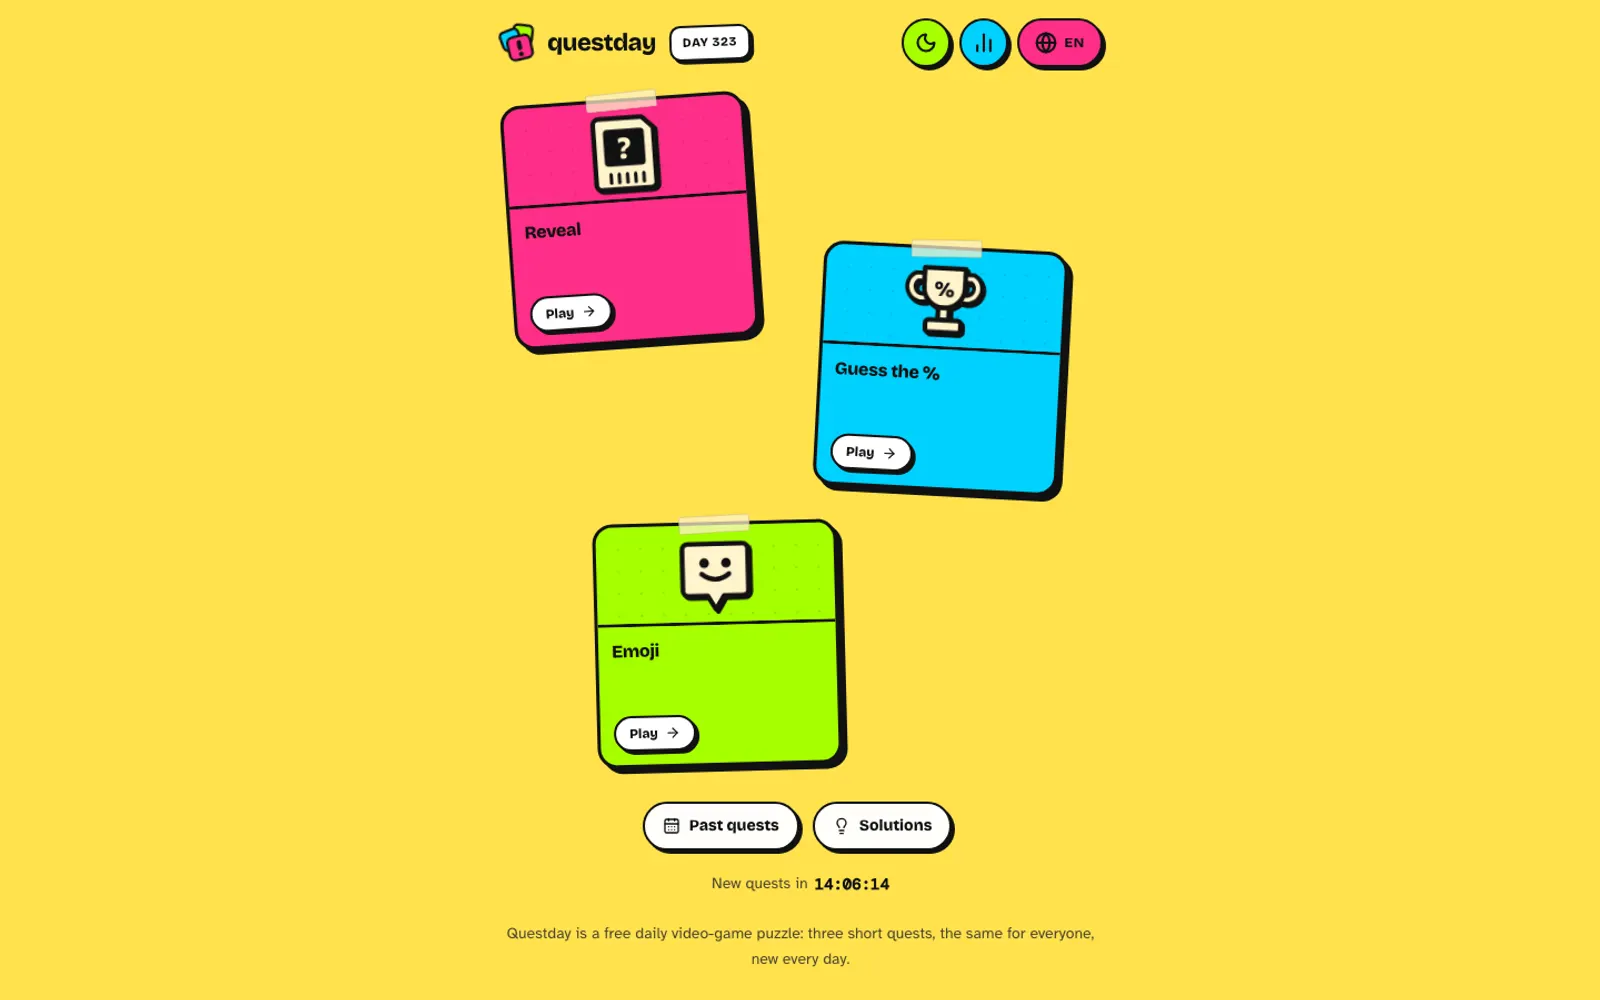 questday
DAY 323
EN
?
Reveal
Play
%
Guess the %
Play
Emoji
Play
Past quests
Solutions
New quests in 14:06:14
Questday is a free daily video-game puzzle: three short quests, the same for everyone,
new every day.